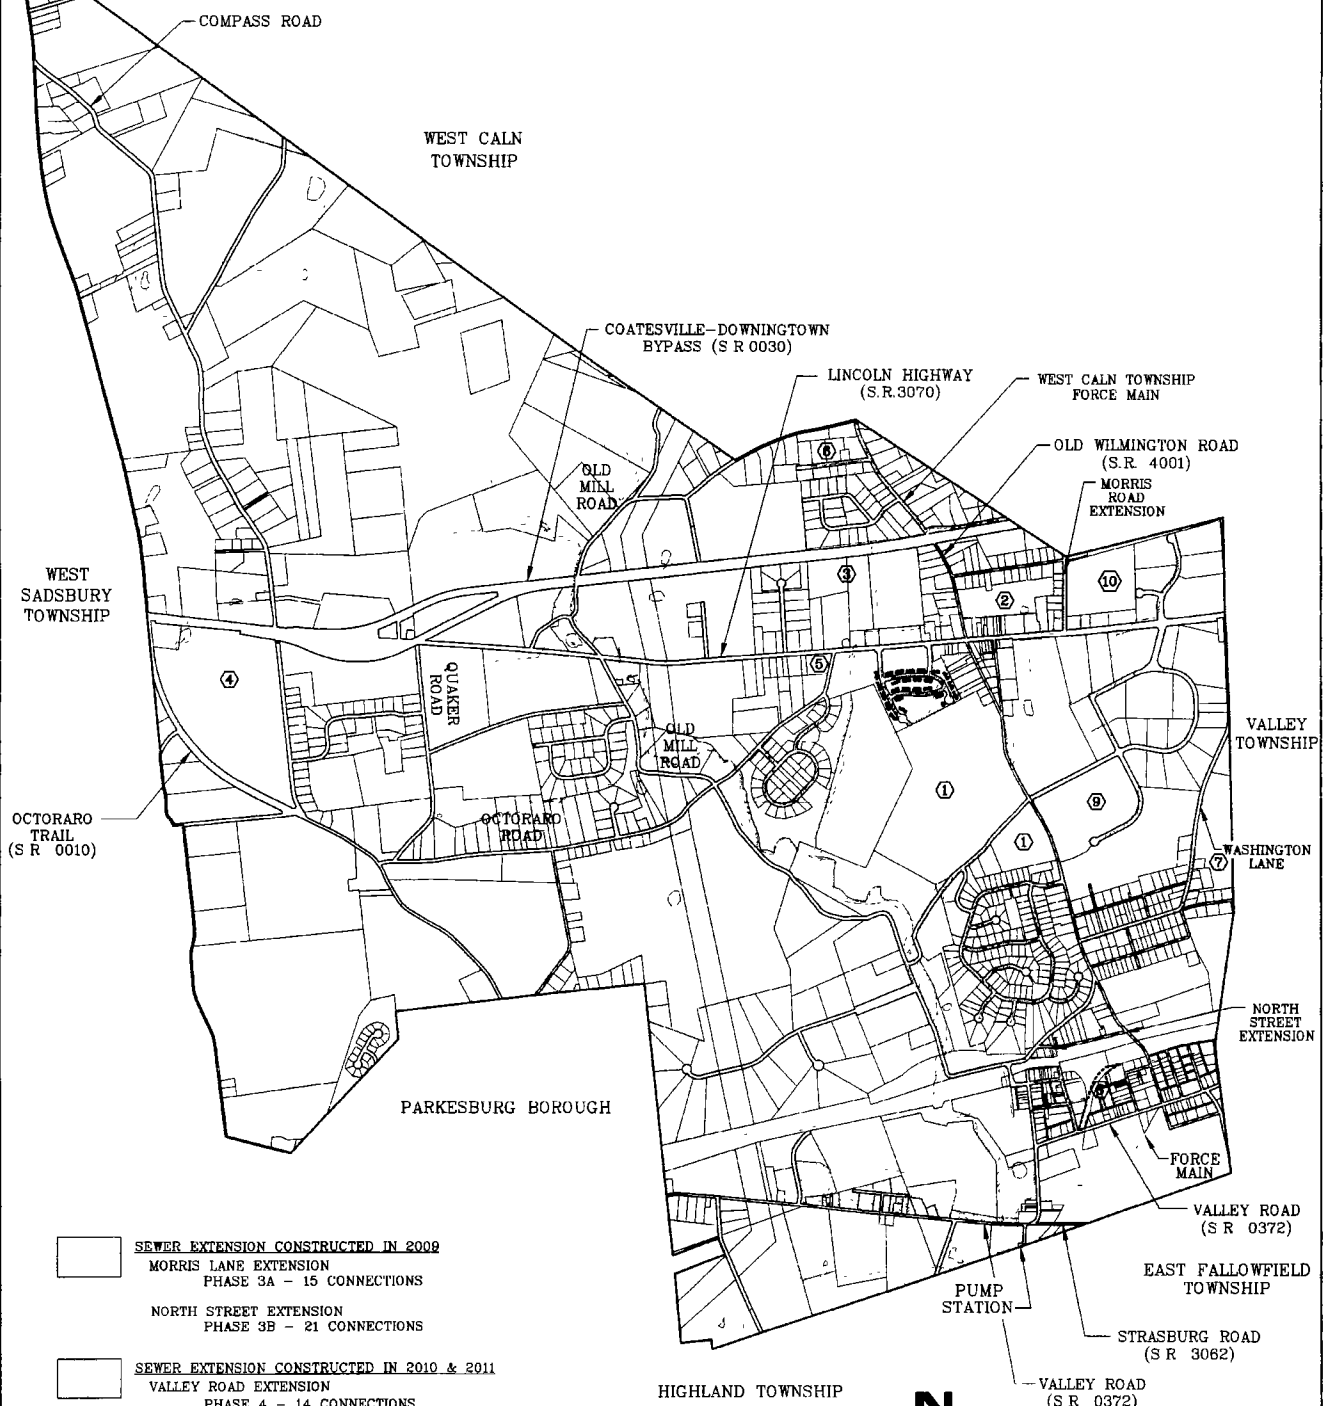 COMPASS ROAD
WEST CALN
TOWNSHIP
COATESVILLE-DOWNINGTOWN
BYPASS (S R 0030)
LINCOLN HIGHWAY
(S.R.3070)
WEST CALN TOWNSHIP
FORCE MAIN
OLD WILMINGTON ROAD
(S.R. 4001)
MORRIS
ROAD
EXTENSION
OLD
MILL
ROAD
WEST
SADSBURY
TOWNSHIP
3
10
2
4
5
QUAKER
ROAD
OLD
MILL
ROAD
VALLEY
TOWNSHIP
1
9
OCTORARO
TRAIL
(S R 0010)
OCTORARO
ROAD
1
7
WASHINGTON
LANE
NORTH
STREET
EXTENSION
PARKESBURG BOROUGH
FORCE
MAIN
VALLEY ROAD
(S R 0372)
EAST FALLOWFIELD
TOWNSHIP
PUMP
STATION
STRASBURG ROAD
(S R 3062)
VALLEY ROAD
(S R 0372)
HIGHLAND TOWNSHIP
N
SEWER EXTENSION CONSTRUCTED IN 2009
MORRIS LANE EXTENSION
PHASE 3A - 15 CONNECTIONS
NORTH STREET EXTENSION
PHASE 3B - 21 CONNECTIONS
SEWER EXTENSION CONSTRUCTED IN 2010 & 2011
VALLEY ROAD EXTENSION
PHASE 4 - 14 CONNECTIONS